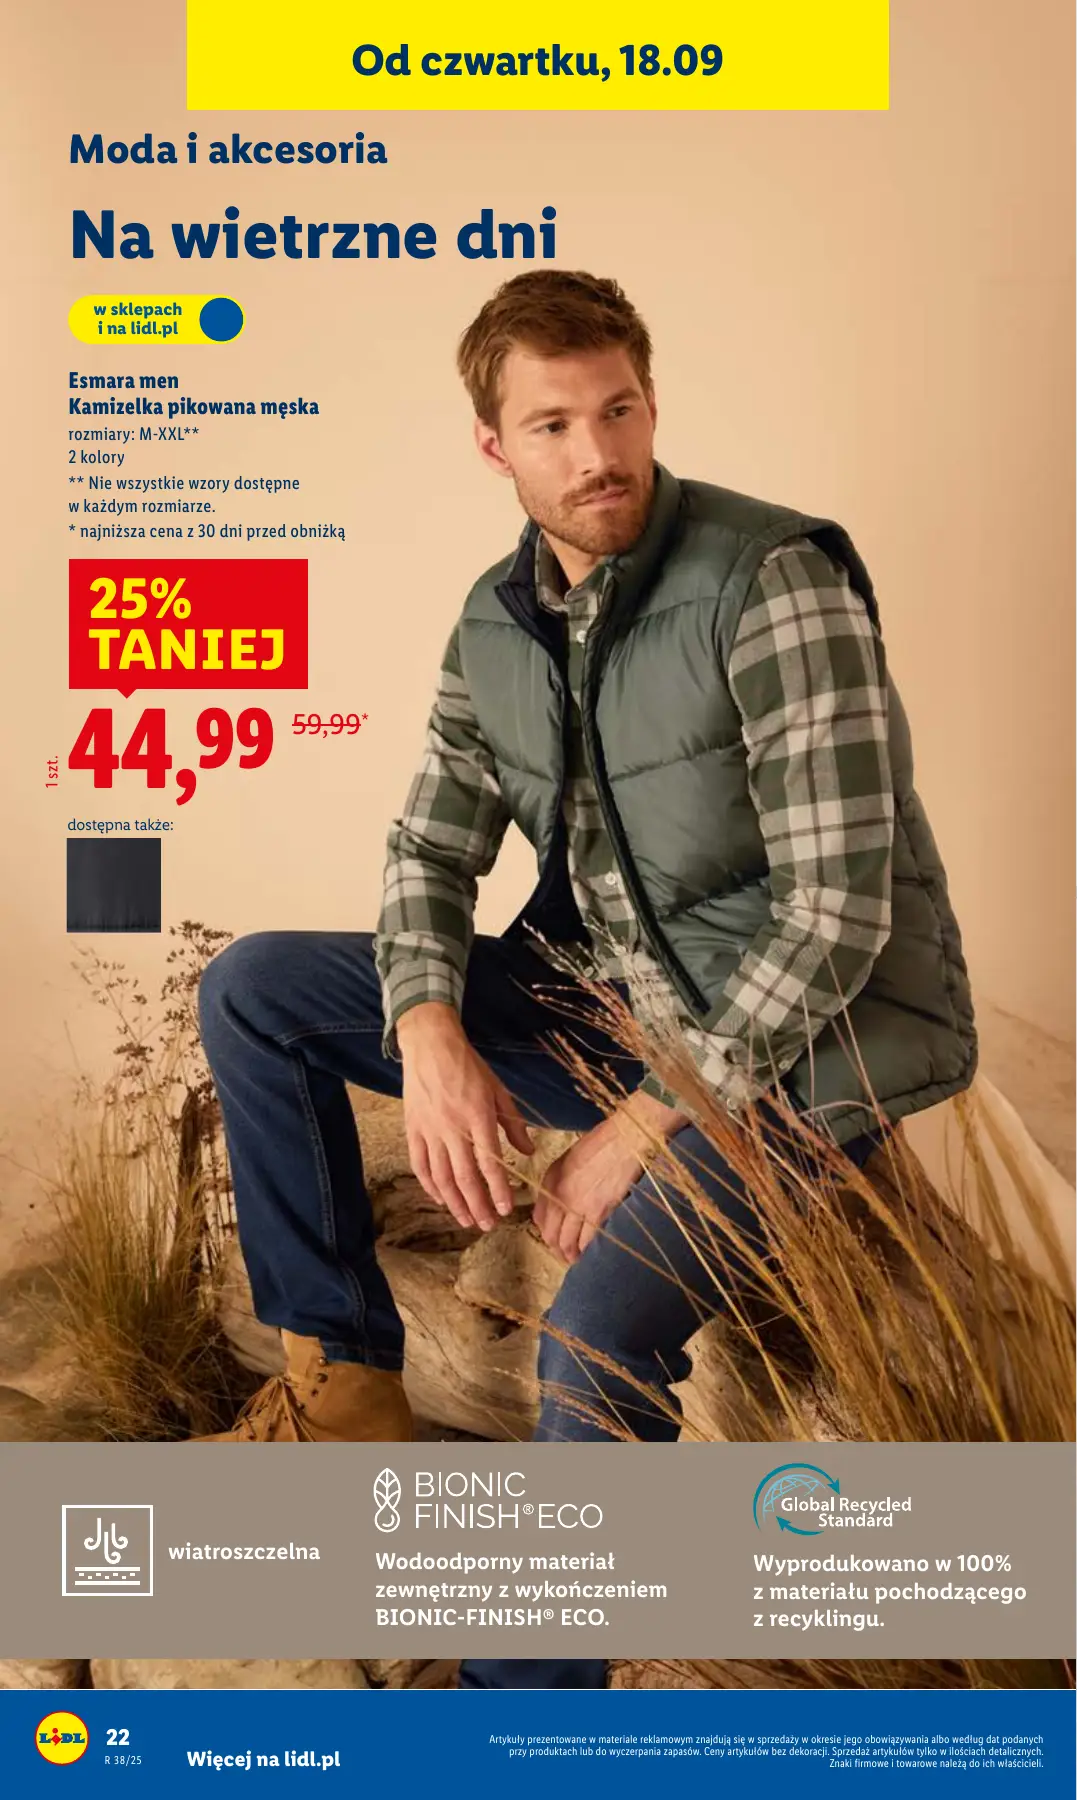 Od czwartku, 18.09
Moda i akcesoria
Na wietrzne dni
w sklepach
i na lidl.pl
Esmara men
Kamizelka pikowana męska
rozmiary: M-XXL**
2 kolory
** Nie wszystkie wzory dostępne
w każdym rozmiarze.
* najniższa cena z 30 dni przed obniżką
25%
TANIEJ
1 szt.
44,99
59,99*
dostępna także:
wiatroszczelna
BIONIC
FINISH®ECO
Wodoodporny materiał
zewnętrzny z wykończeniem
BIONIC-FINISH® ECO.
Global Recycled
Standard
Wyprodukowano w 100%
z materiału pochodzącego
z recyklingu.
LIDL
22
R 38/25
Więcej na lidl.pl
Artykuły prezentowane w materiale reklamowym znajdują się w sprzedaży w okresie jego obowiązywania albo według dat podanych
przy produktach lub do wyczerpania zapasów. Ceny artykułów bez dekoracji. Sprzedaż artykułów tylko w ilościach detalicznych.
Znaki firmowe i towarowe należą do ich właścicieli.